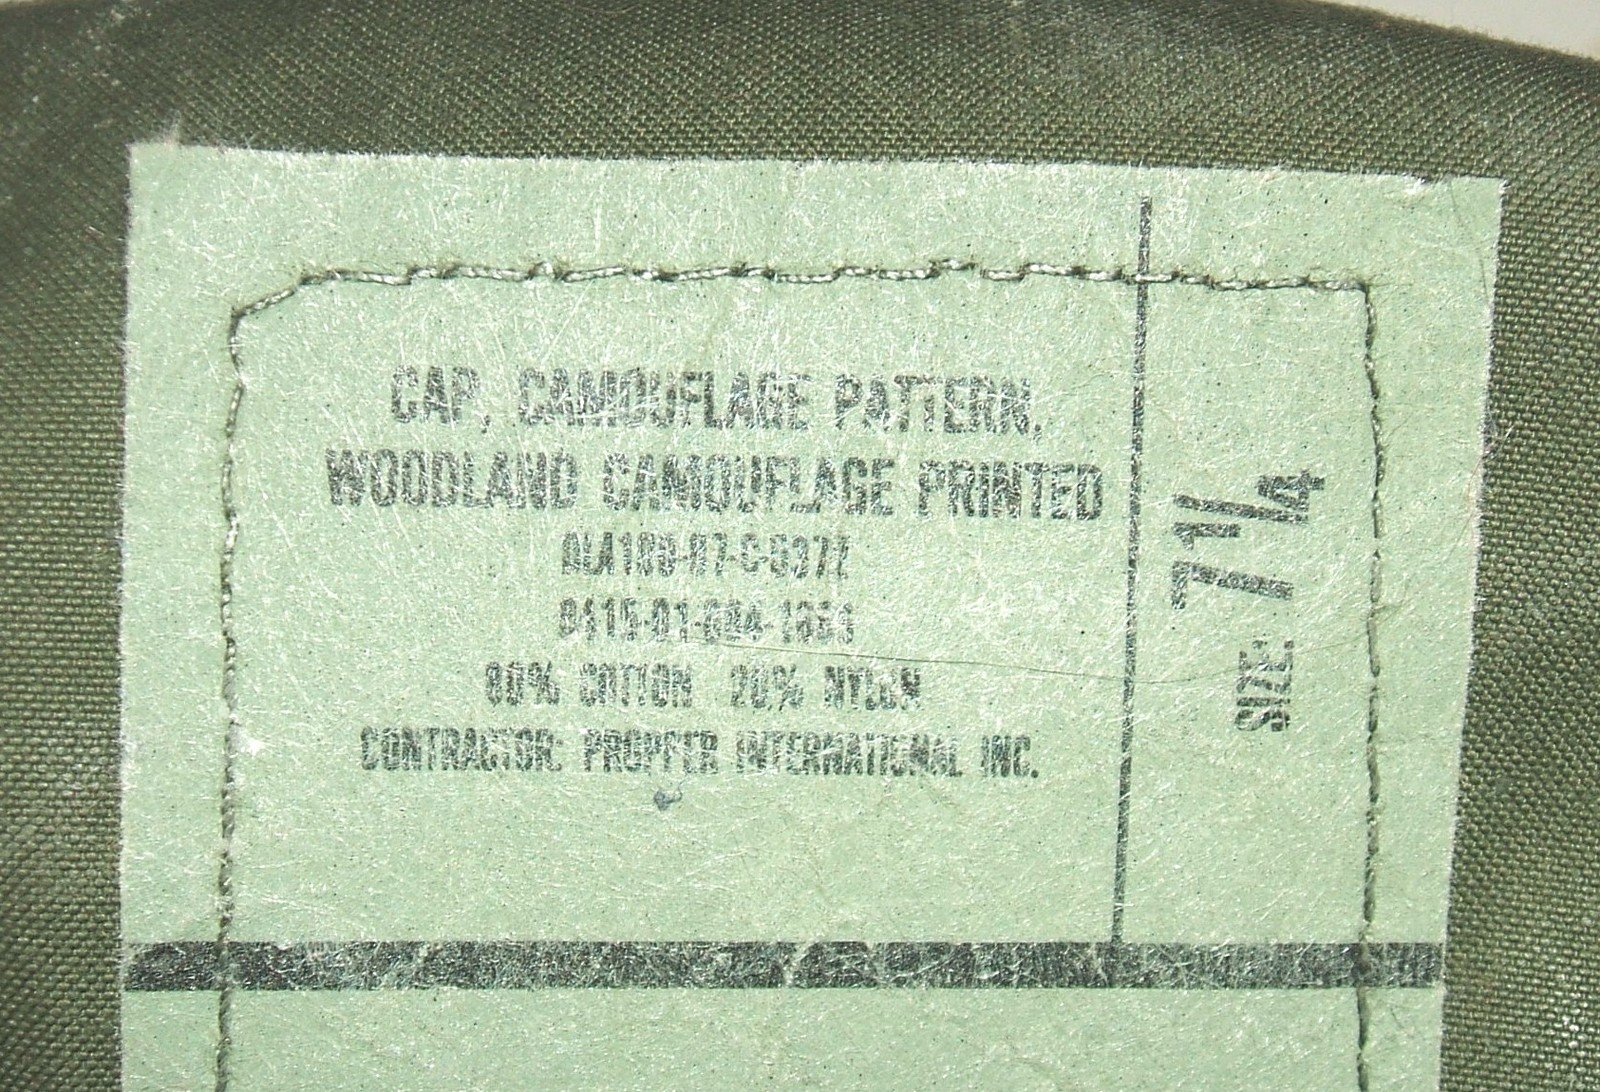 CAP, CAMOUFLAGE PATTERN,
WOODLAND CAMOUFLAGE PRINTED
80% COTTON 20% NYLON
CONTRACTOR: PROPPER INTERNATIONAL INC.
SIZE: 7 1/4